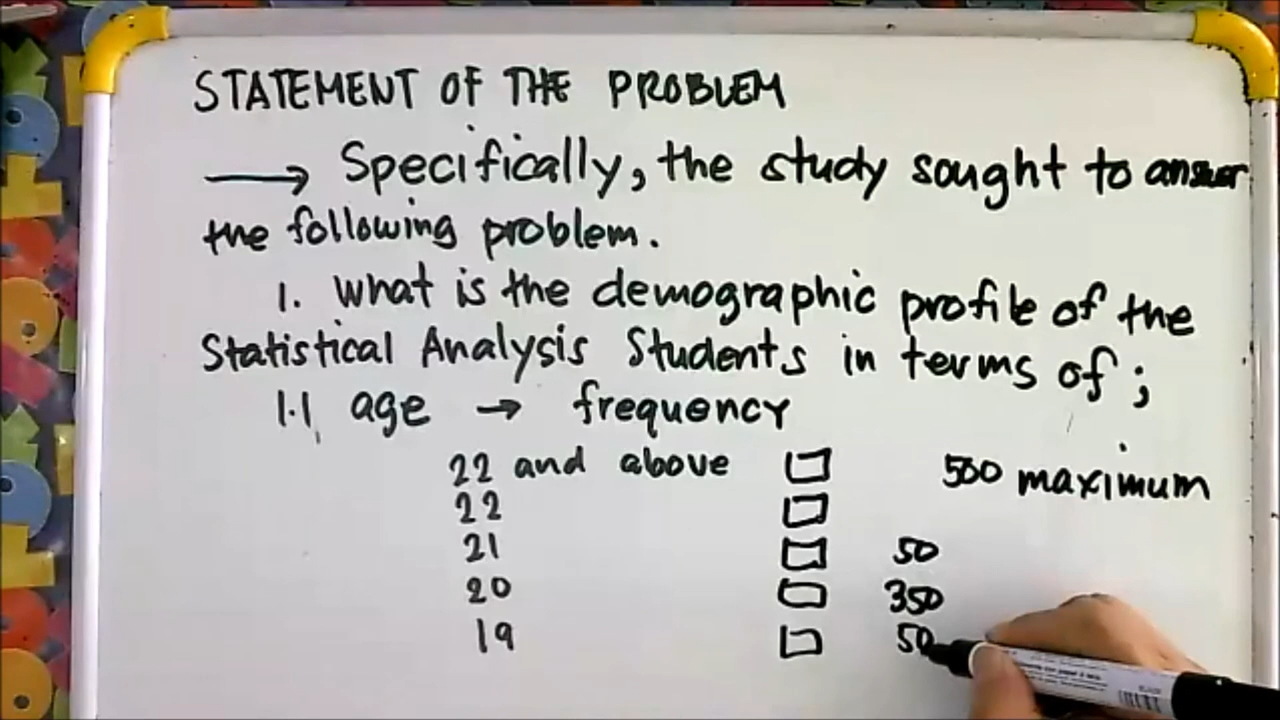 STATEMENT OF THE PROBLEM
→ Specifically, the study sought to answer
the following problem.
1. What is the demographic profile of the
Statistical Analysis Students in terms of ;
1.1 age → frequency
22 and above □ 500 maximum
22 □
21 □ 50
20 □ 350
19 □ 50